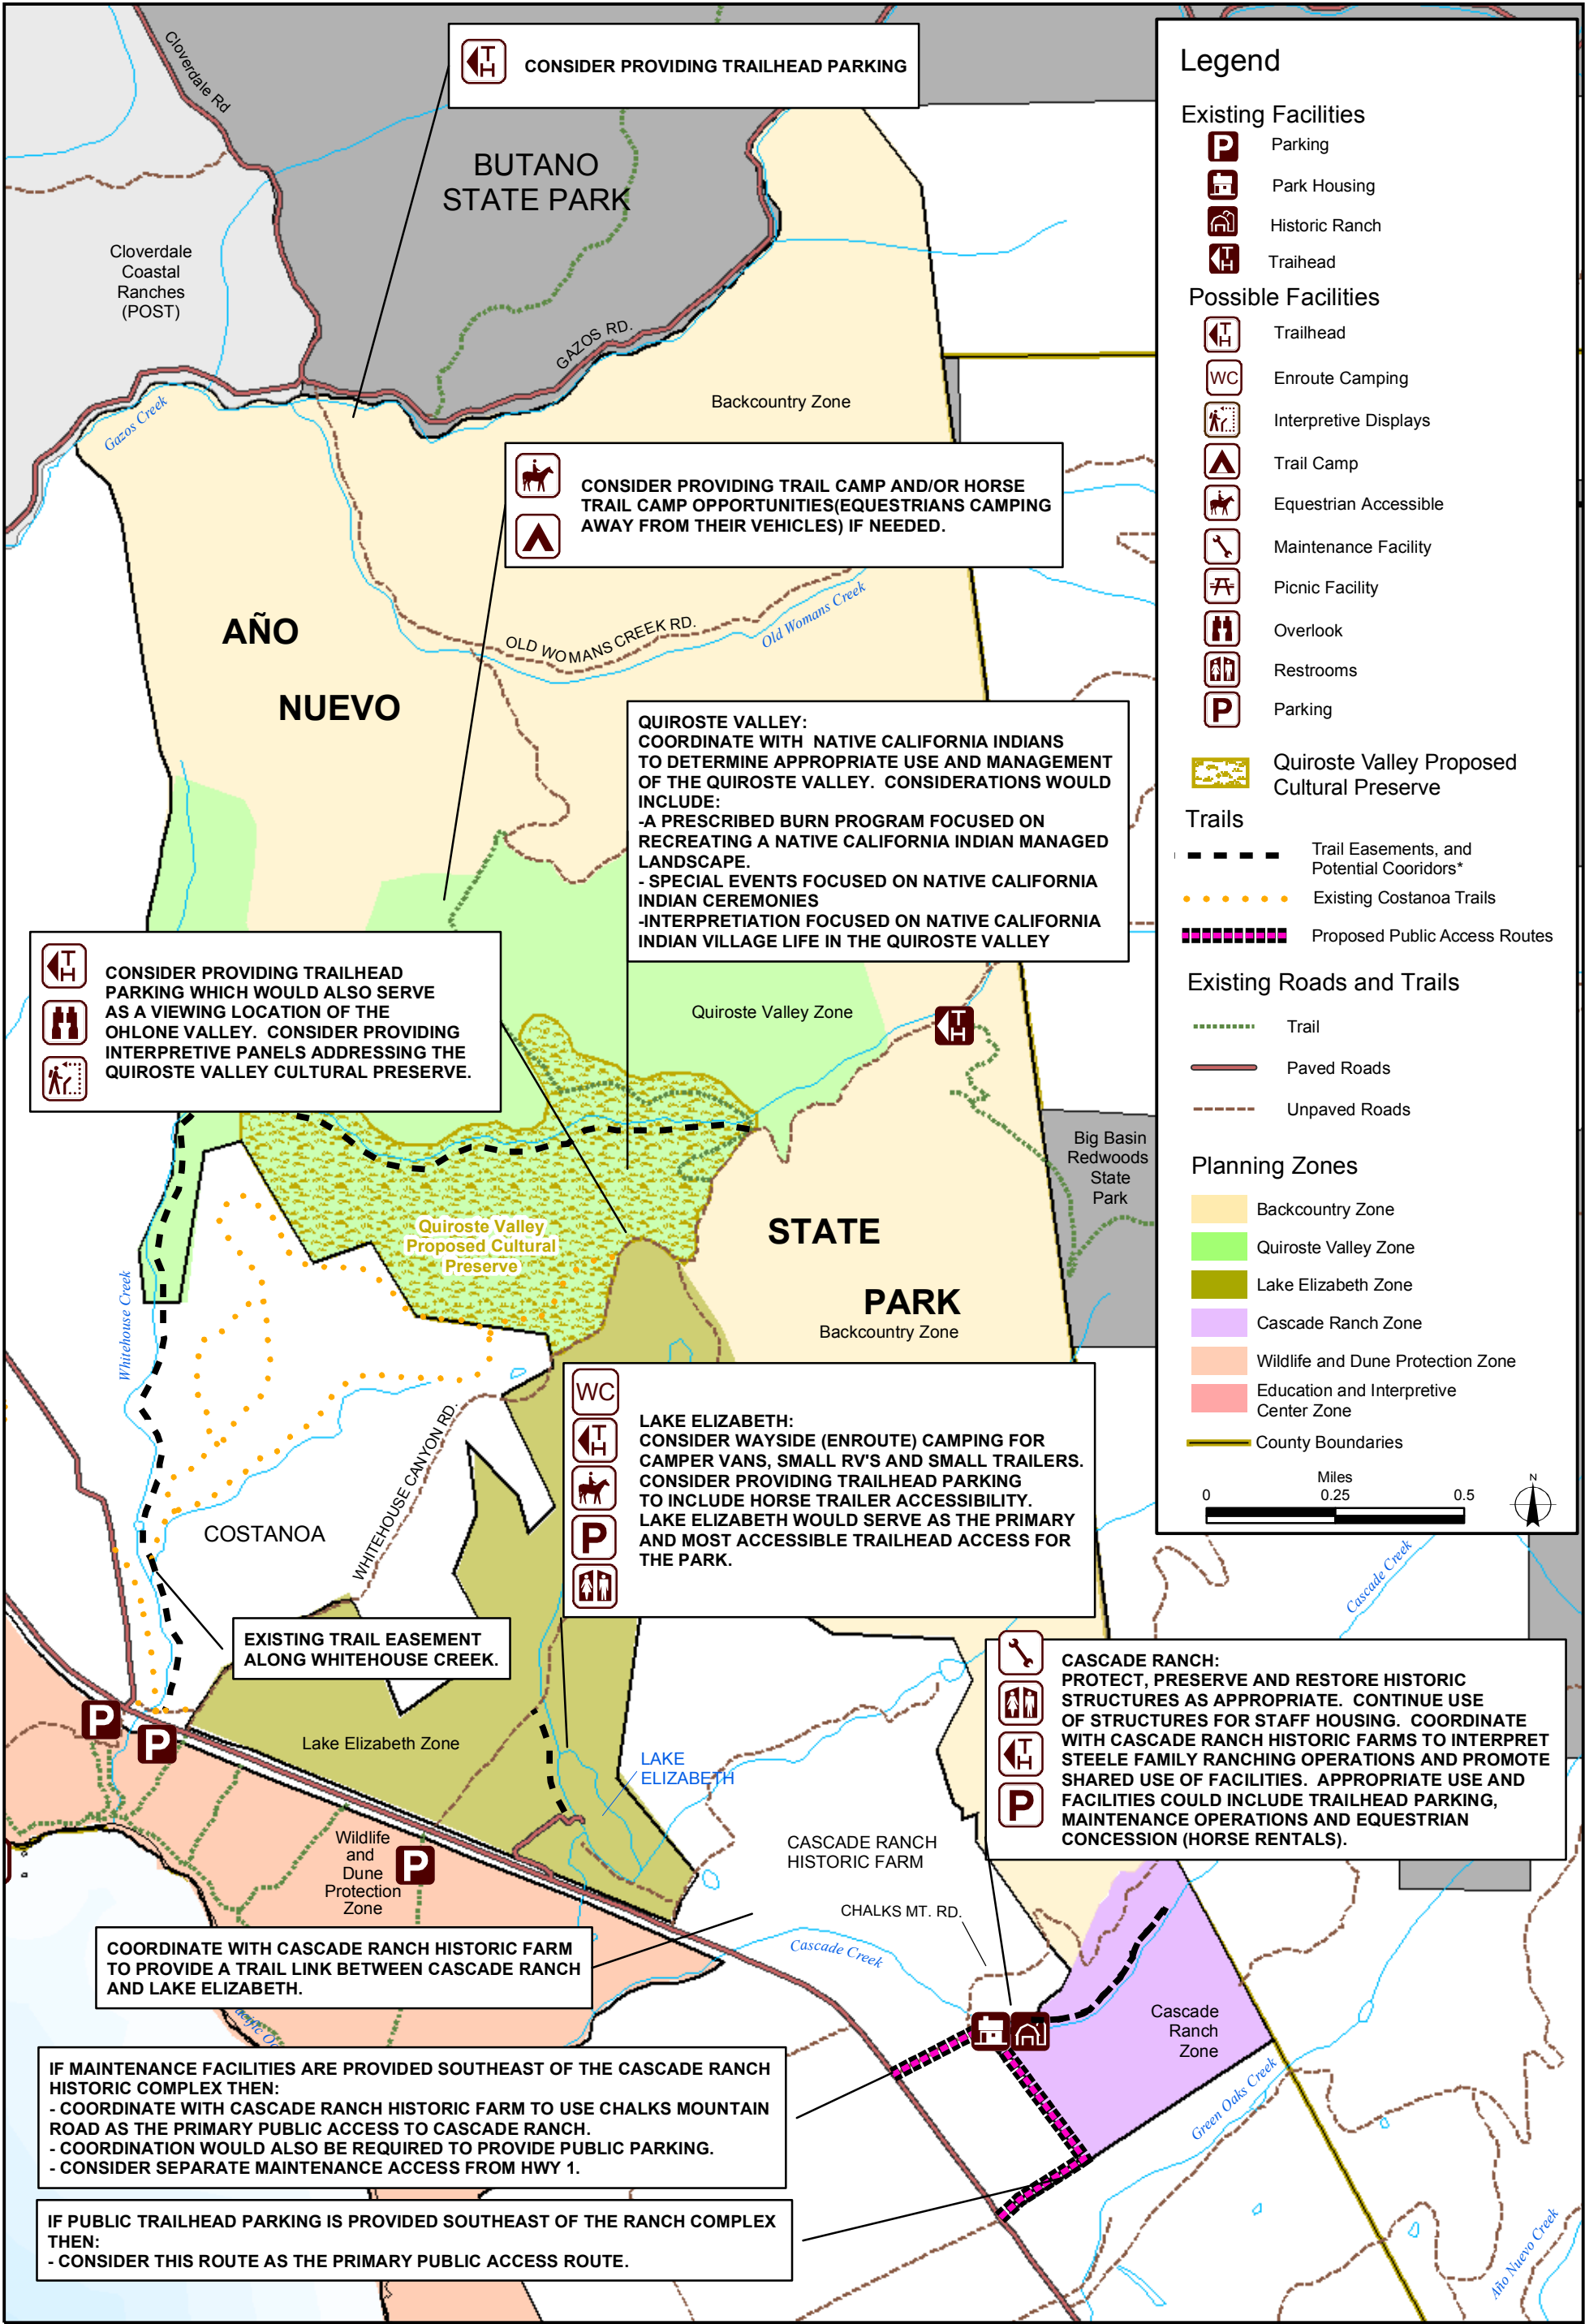 Cloverdale Rd
T
H
CONSIDER PROVIDING TRAILHEAD PARKING
BUTANO
STATE PARK
Cloverdale
Coastal
Ranches
(POST)
GAZOS RD.
Gazos Creek
Backcountry Zone
CONSIDER PROVIDING TRAIL CAMP AND/OR HORSE
TRAIL CAMP OPPORTUNITIES(EQUESTRIANS CAMPING
AWAY FROM THEIR VEHICLES) IF NEEDED.
AÑO
NUEVO
OLD WOMANS CREEK RD.
Old Womans Creek
QUIROSTE VALLEY:
COORDINATE WITH NATIVE CALIFORNIA INDIANS
TO DETERMINE APPROPRIATE USE AND MANAGEMENT
OF THE QUIROSTE VALLEY. CONSIDERATIONS WOULD
INCLUDE:
-A PRESCRIBED BURN PROGRAM FOCUSED ON
RECREATING A NATIVE CALIFORNIA INDIAN MANAGED
LANDSCAPE.
- SPECIAL EVENTS FOCUSED ON NATIVE CALIFORNIA
INDIAN CEREMONIES
-INTERPRETIATION FOCUSED ON NATIVE CALIFORNIA
INDIAN VILLAGE LIFE IN THE QUIROSTE VALLEY
T
H
CONSIDER PROVIDING TRAILHEAD
PARKING WHICH WOULD ALSO SERVE
AS A VIEWING LOCATION OF THE
OHLONE VALLEY. CONSIDER PROVIDING
INTERPRETIVE PANELS ADDRESSING THE
QUIROSTE VALLEY CULTURAL PRESERVE.
Quiroste Valley Zone
T
H
Big Basin
Redwoods
State
Park
Quiroste Valley
Proposed Cultural
Preserve
STATE
PARK
Backcountry Zone
Whitehouse Creek
WHITEHOUSE CANYON RD.
COSTANOA
WC
T
H
P
LAKE ELIZABETH:
CONSIDER WAYSIDE (ENROUTE) CAMPING FOR
CAMPER VANS, SMALL RV'S AND SMALL TRAILERS.
CONSIDER PROVIDING TRAILHEAD PARKING
TO INCLUDE HORSE TRAILER ACCESSIBILITY.
LAKE ELIZABETH WOULD SERVE AS THE PRIMARY
AND MOST ACCESSIBLE TRAILHEAD ACCESS FOR
THE PARK.
EXISTING TRAIL EASEMENT
ALONG WHITEHOUSE CREEK.
P
P
Lake Elizabeth Zone
LAKE
ELIZABETH
Wildlife
and
Dune
Protection
Zone
P
Cascade Creek
T
H
P
CASCADE RANCH:
PROTECT, PRESERVE AND RESTORE HISTORIC
STRUCTURES AS APPROPRIATE. CONTINUE USE
OF STRUCTURES FOR STAFF HOUSING. COORDINATE
WITH CASCADE RANCH HISTORIC FARMS TO INTERPRET
STEELE FAMILY RANCHING OPERATIONS AND PROMOTE
SHARED USE OF FACILITIES. APPROPRIATE USE AND
FACILITIES COULD INCLUDE TRAILHEAD PARKING,
MAINTENANCE OPERATIONS AND EQUESTRIAN
CONCESSION (HORSE RENTALS).
CASCADE RANCH
HISTORIC FARM
CHALKS MT. RD.
Cascade Creek
COORDINATE WITH CASCADE RANCH HISTORIC FARM
TO PROVIDE A TRAIL LINK BETWEEN CASCADE RANCH
AND LAKE ELIZABETH.
Cascade
Ranch
Zone
Green Oaks Creek
Año Nuevo Creek
IF MAINTENANCE FACILITIES ARE PROVIDED SOUTHEAST OF THE CASCADE RANCH
HISTORIC COMPLEX THEN:
- COORDINATE WITH CASCADE RANCH HISTORIC FARM TO USE CHALKS MOUNTAIN
ROAD AS THE PRIMARY PUBLIC ACCESS TO CASCADE RANCH.
- COORDINATION WOULD ALSO BE REQUIRED TO PROVIDE PUBLIC PARKING.
- CONSIDER SEPARATE MAINTENANCE ACCESS FROM HWY 1.
IF PUBLIC TRAILHEAD PARKING IS PROVIDED SOUTHEAST OF THE RANCH COMPLEX
THEN:
- CONSIDER THIS ROUTE AS THE PRIMARY PUBLIC ACCESS ROUTE.
Legend
Existing Facilities
P Parking
Park Housing
Historic Ranch
TH Traihead
Possible Facilities
TH Trailhead
WC Enroute Camping
Interpretive Displays
Trail Camp
Equestrian Accessible
Maintenance Facility
Picnic Facility
Overlook
Restrooms
P Parking
Quiroste Valley Proposed
Cultural Preserve
Trails
Trail Easements, and
Potential Cooridors*
Existing Costanoa Trails
Proposed Public Access Routes
Existing Roads and Trails
Trail
Paved Roads
Unpaved Roads
Planning Zones
Backcountry Zone
Quiroste Valley Zone
Lake Elizabeth Zone
Cascade Ranch Zone
Wildlife and Dune Protection Zone
Education and Interpretive
Center Zone
County Boundaries
Miles
0 0.25 0.5
N